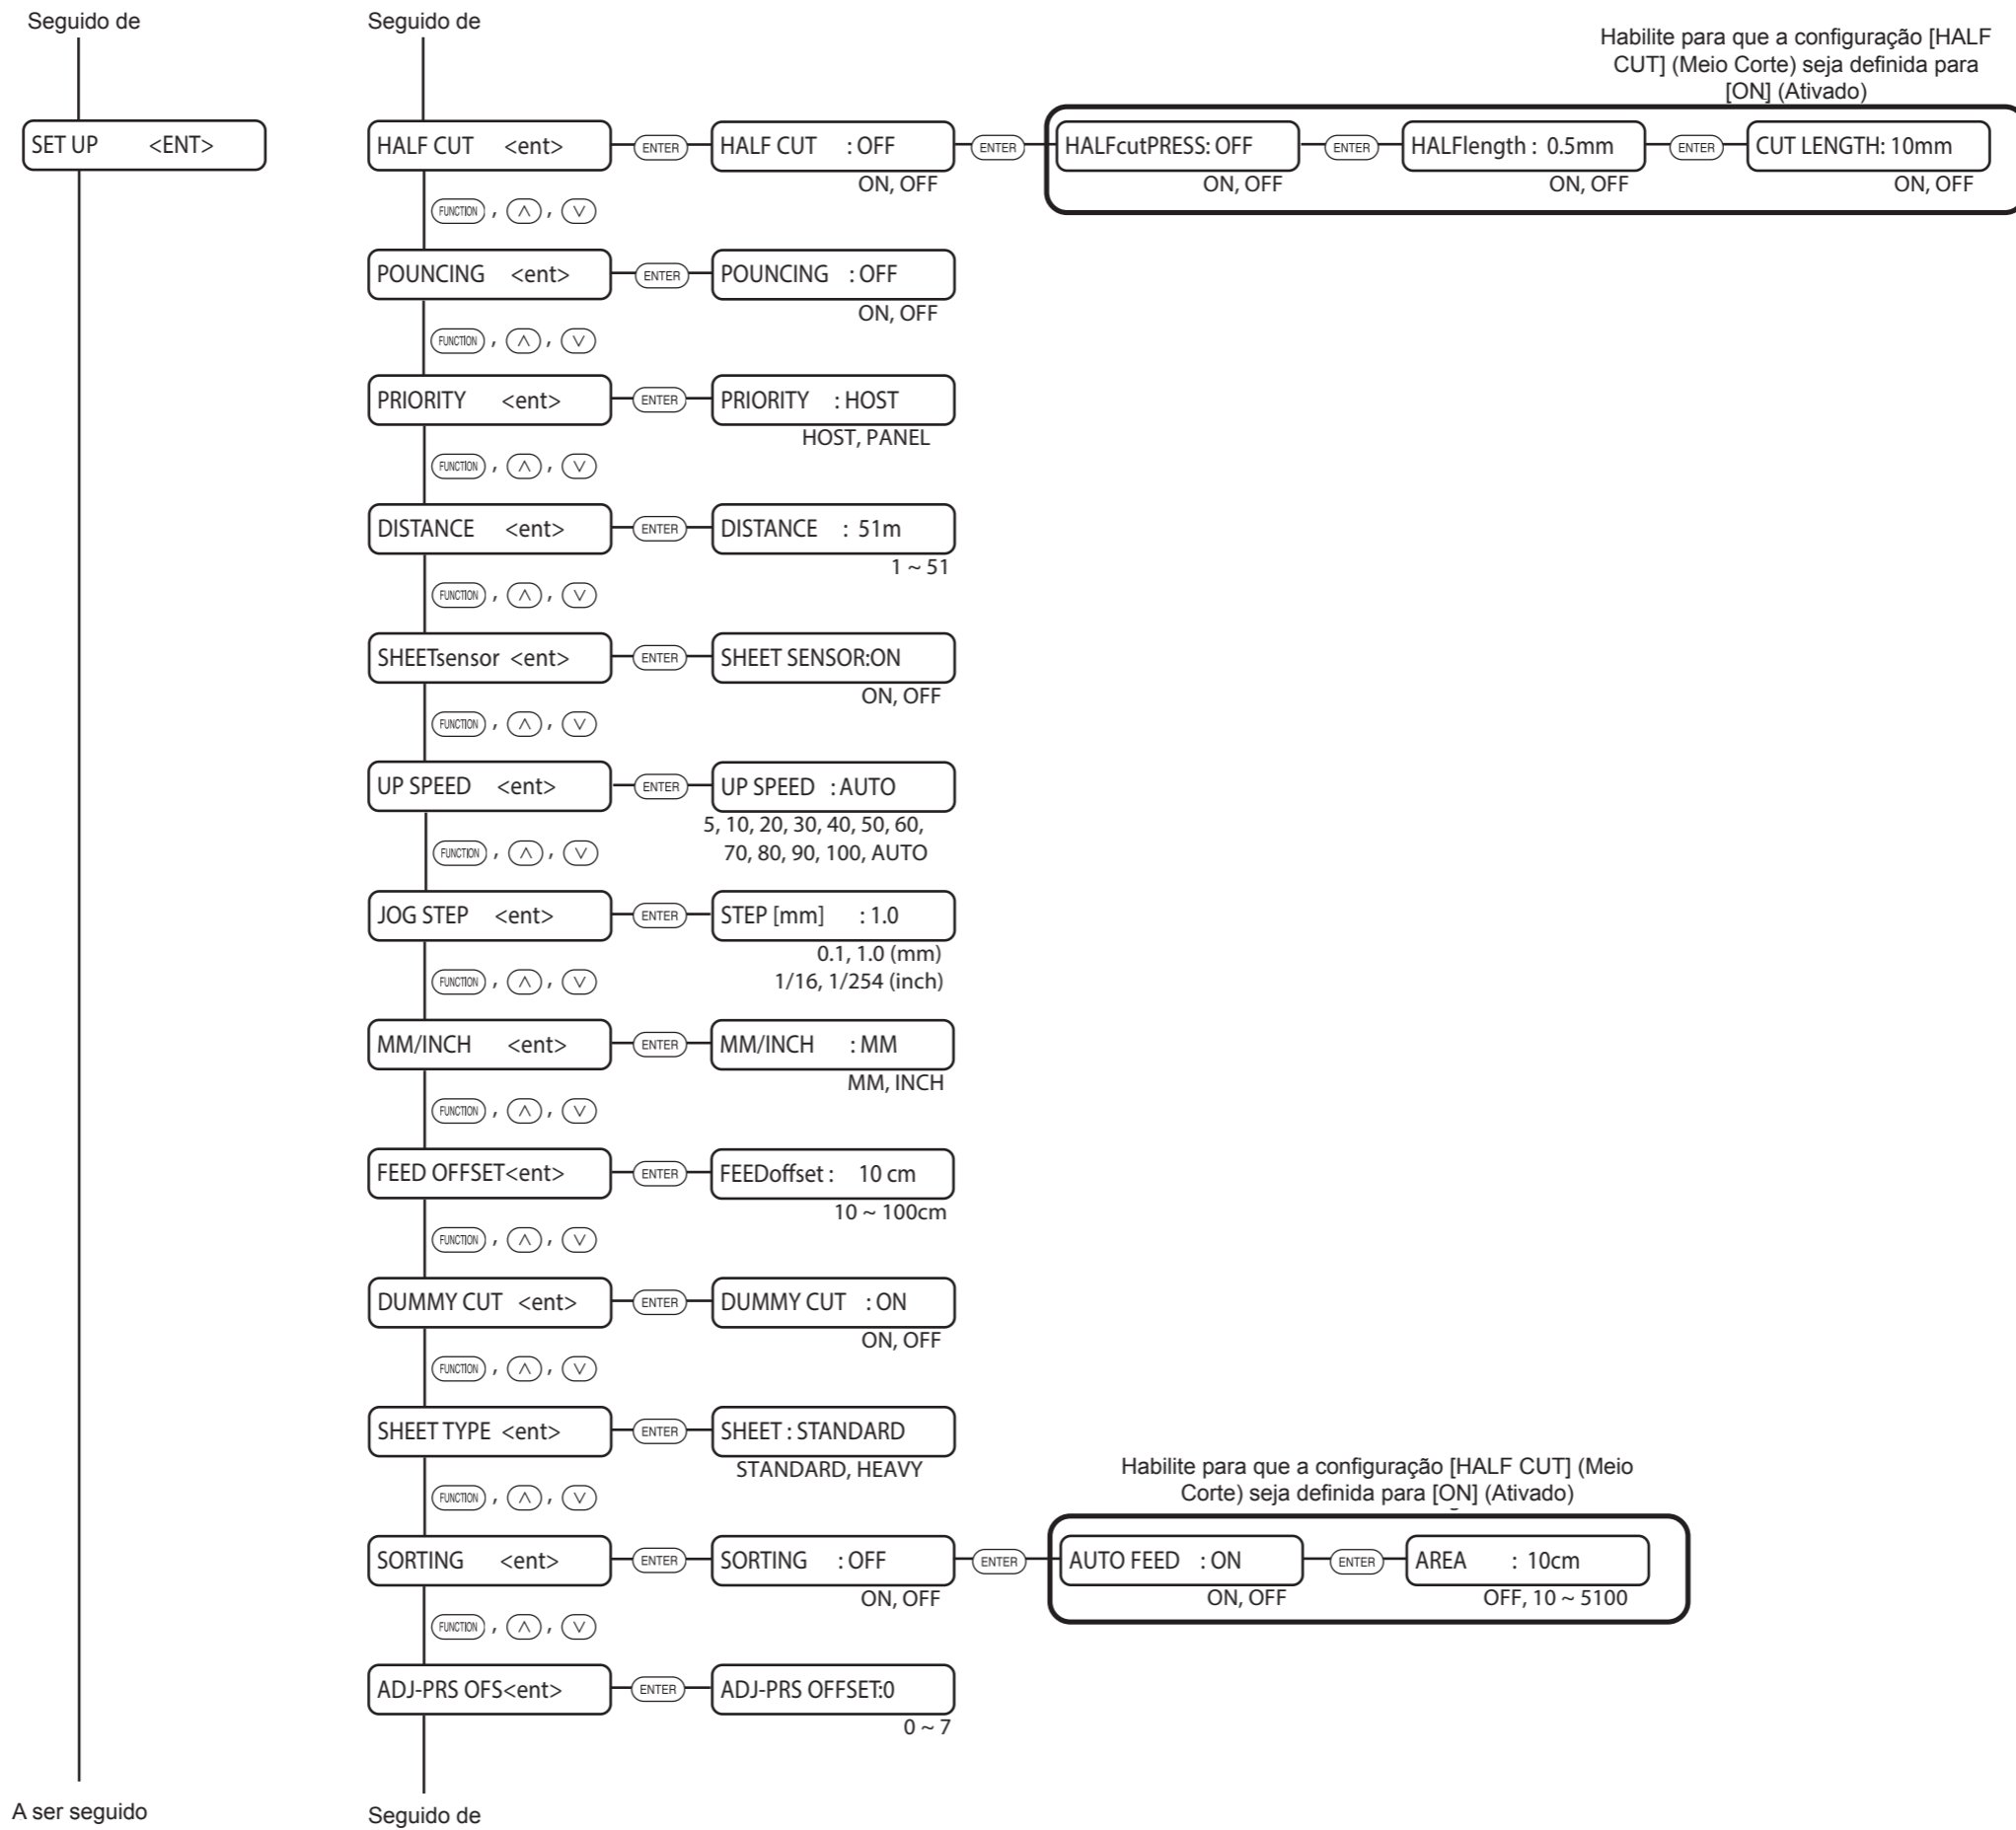 Seguido de
Seguido de
Habilite para que a configuração [HALF
CUT] (Meio Corte) seja definida para
[ON] (Ativado)
SET UP <ENT>
HALF CUT <ent>
ENTER
HALF CUT : OFF
ON, OFF
ENTER
HALFcutPRESS: OFF
ON, OFF
ENTER
HALFlength : 0.5mm
ON, OFF
ENTER
CUT LENGTH: 10mm
ON, OFF
FUNCTION , ,
POUNCING <ent>
ENTER
POUNCING : OFF
ON, OFF
FUNCTION , ,
PRIORITY <ent>
ENTER
PRIORITY : HOST
HOST, PANEL
FUNCTION , ,
DISTANCE <ent>
ENTER
DISTANCE : 51m
1 ~ 51
FUNCTION , ,
SHEETsensor <ent>
ENTER
SHEET SENSOR:ON
ON, OFF
FUNCTION , ,
UP SPEED <ent>
ENTER
UP SPEED : AUTO
5, 10, 20, 30, 40, 50, 60,
70, 80, 90, 100, AUTO
FUNCTION , ,
JOG STEP <ent>
ENTER
STEP [mm] : 1.0
0.1, 1.0 (mm)
1/16, 1/254 (inch)
FUNCTION , ,
MM/INCH <ent>
ENTER
MM/INCH : MM
MM, INCH
FUNCTION , ,
FEED OFFSET<ent>
ENTER
FEEDoffset : 10 cm
10 ~ 100cm
FUNCTION , ,
DUMMY CUT <ent>
ENTER
DUMMY CUT : ON
ON, OFF
FUNCTION , ,
SHEET TYPE <ent>
ENTER
SHEET : STANDARD
STANDARD, HEAVY
FUNCTION , ,
Habilite para que a configuração [HALF CUT] (Meio
Corte) seja definida para [ON] (Ativado)
SORTING <ent>
ENTER
SORTING : OFF
ON, OFF
ENTER
AUTO FEED : ON
ON, OFF
ENTER
AREA : 10cm
OFF, 10 ~ 5100
FUNCTION , ,
ADJ-PRS OFS<ent>
ENTER
ADJ-PRS OFFSET:0
0 ~ 7
A ser seguido
Seguido de